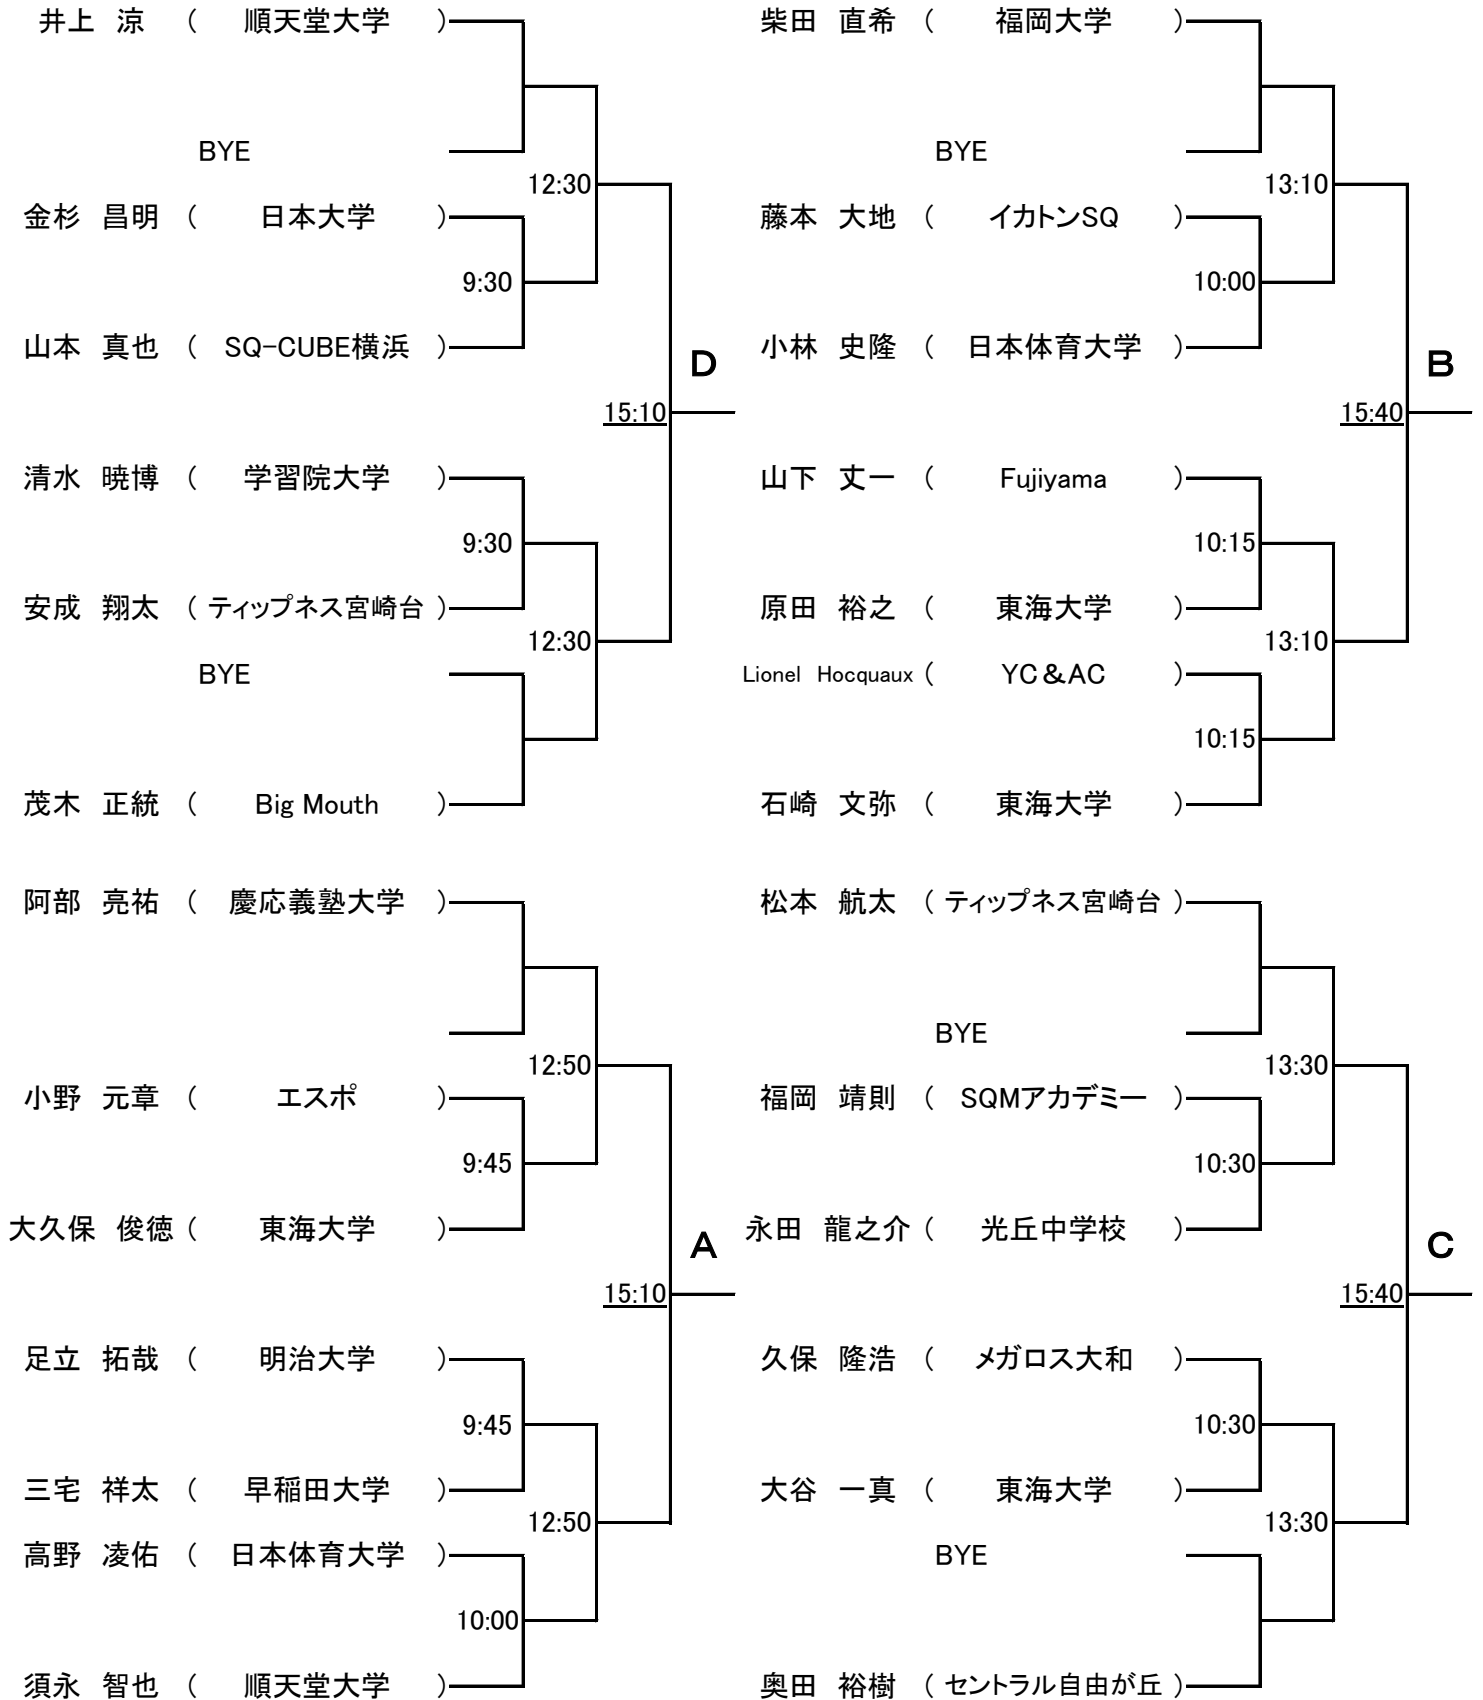 井上 涼 ( 順天堂大学 )
BYE
12:30
金杉 昌明 ( 日本大学 )
9:30
山本 真也 ( SQ-CUBE横浜 )
D
15:10
清水 暁博 ( 学習院大学 )
9:30
安成 翔太 ( ティップネス宮崎台 )
12:30
BYE
茂木 正統 ( Big Mouth )
阿部 亮祐 ( 慶応義塾大学 )
12:50
小野 元章 ( エスポ )
9:45
大久保 俊徳 ( 東海大学 )
A
15:10
足立 拓哉 ( 明治大学 )
9:45
三宅 祥太 ( 早稲田大学 )
12:50
高野 凌佑 ( 日本体育大学 )
10:00
須永 智也 ( 順天堂大学 )
柴田 直希 ( 福岡大学 )
BYE
13:10
藤本 大地 ( イカトンSQ )
10:00
小林 史隆 ( 日本体育大学 )
B
15:40
山下 丈一 ( Fujiyama )
10:15
原田 裕之 ( 東海大学 )
13:10
Lionel Hocquaux ( YC&AC )
10:15
石崎 文弥 ( 東海大学 )
松本 航太 ( ティップネス宮崎台 )
BYE
13:30
福岡 靖則 ( SQMアカデミー )
10:30
永田 龍之介 ( 光丘中学校 )
C
15:40
久保 隆浩 ( メガロス大和 )
10:30
大谷 一真 ( 東海大学 )
13:30
BYE
奥田 裕樹 ( セントラル自由が丘 )